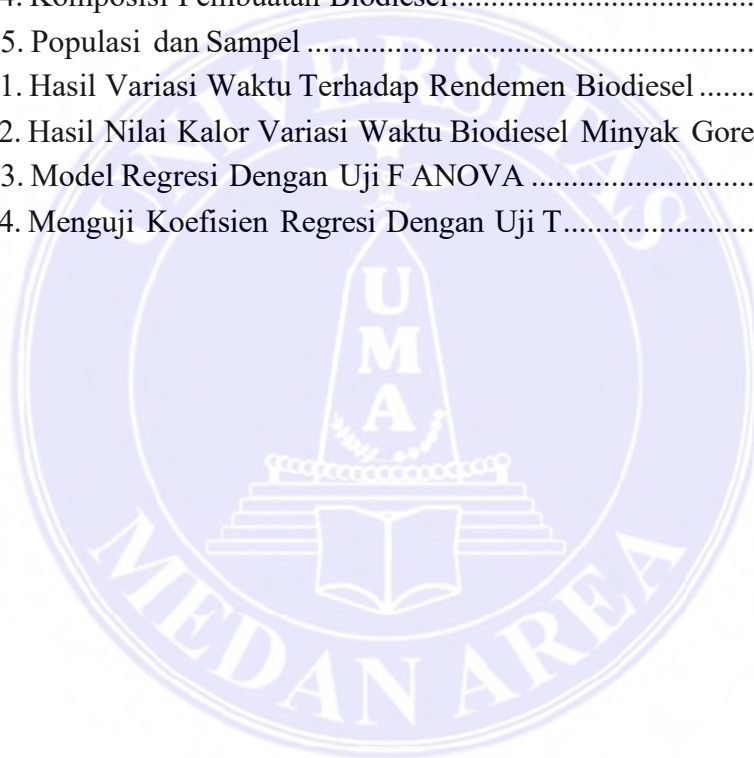 4. Komposisi Pembuatan Biodiesel........................................
5. Populasi dan Sampel ............................................................
1. Hasil Variasi Waktu Terhadap Rendemen Biodiesel .......
2. Hasil Nilai Kalor Variasi Waktu Biodiesel Minyak Gore
3. Model Regresi Dengan Uji F ANOVA ..............................
4. Menguji Koefisien Regresi Dengan Uji T.........................
UNIVERSITAS
UMA
MEDAN AREA